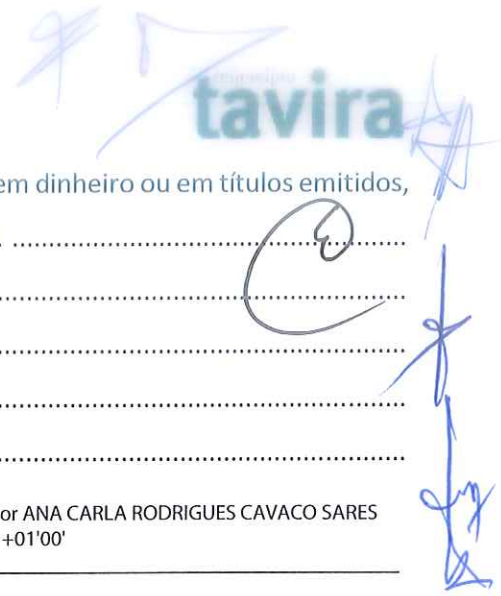 município
tavira
em dinheiro ou em títulos emitidos,
or ANA CARLA RODRIGUES CAVACO SARES
+01'00'